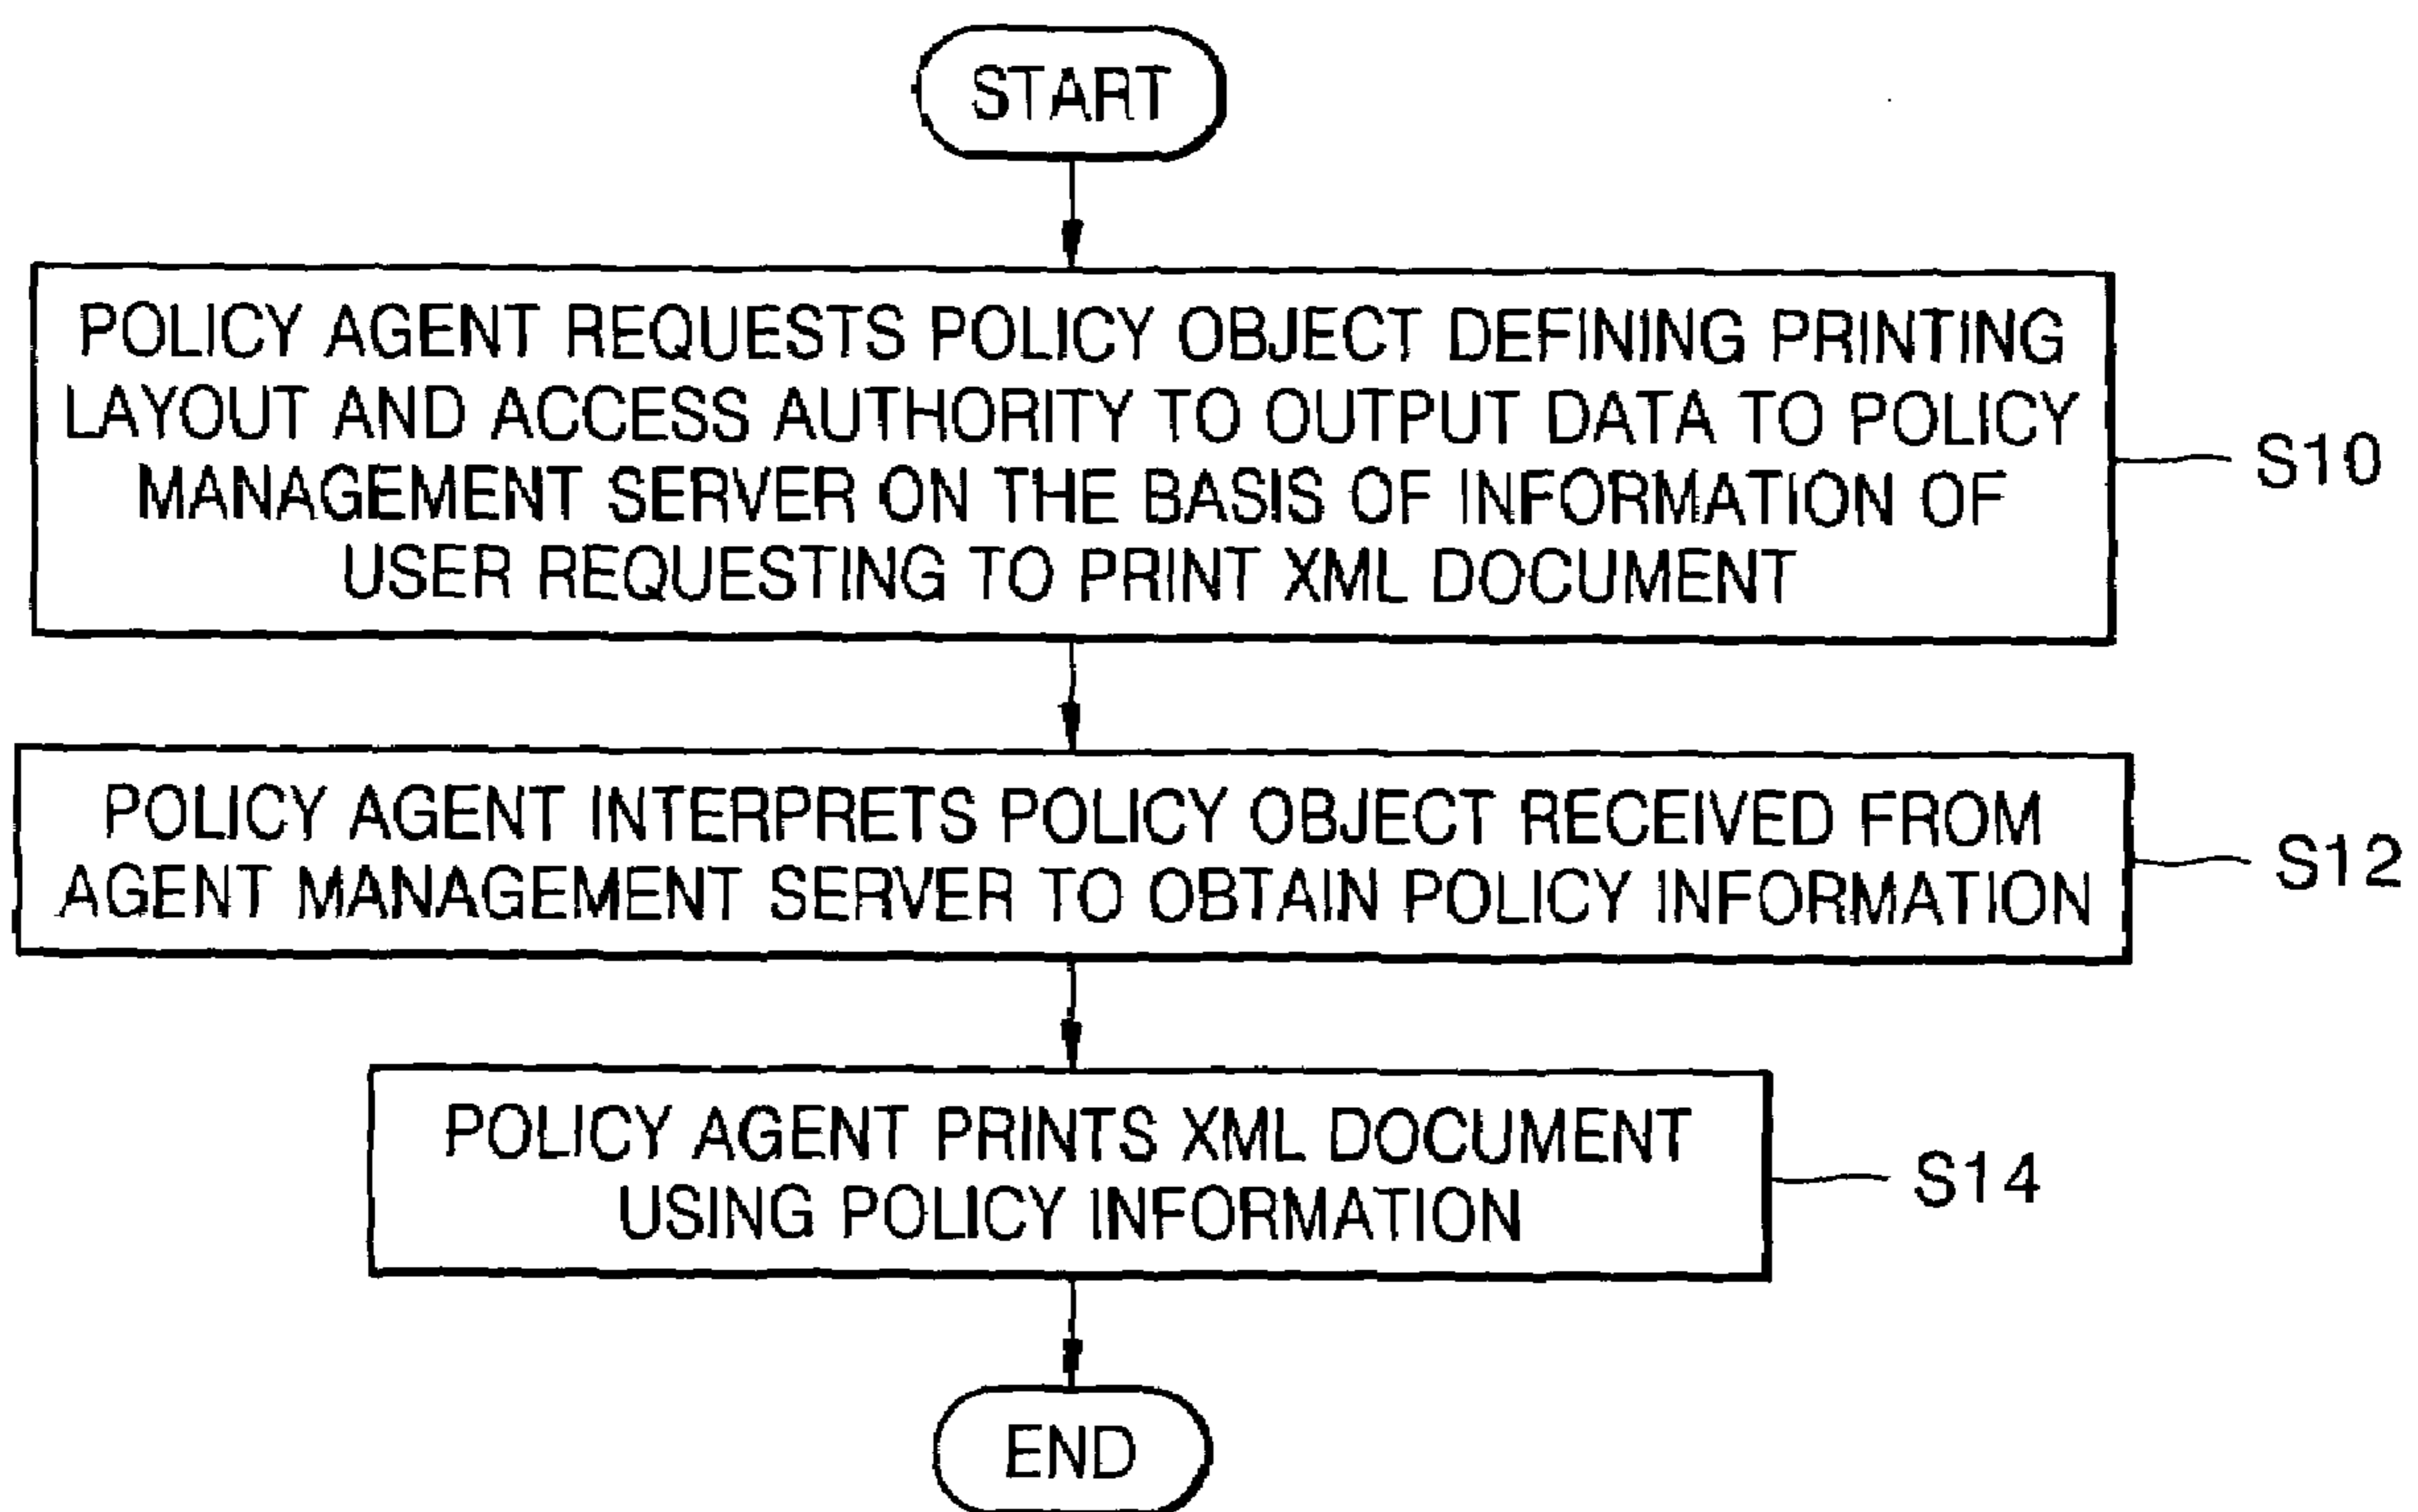 START
POLICY AGENT REQUESTS POLICY OBJECT DEFINING PRINTING
LAYOUT AND ACCESS AUTHORITY TO OUTPUT DATA TO POLICY
MANAGEMENT SERVER ON THE BASIS OF INFORMATION OF
USER REQUESTING TO PRINT XML DOCUMENT
S10
POLICY AGENT INTERPRETS POLICY OBJECT RECEIVED FROM
AGENT MANAGEMENT SERVER TO OBTAIN POLICY INFORMATION
S12
POLICY AGENT PRINTS XML DOCUMENT
USING POLICY INFORMATION
S14
END